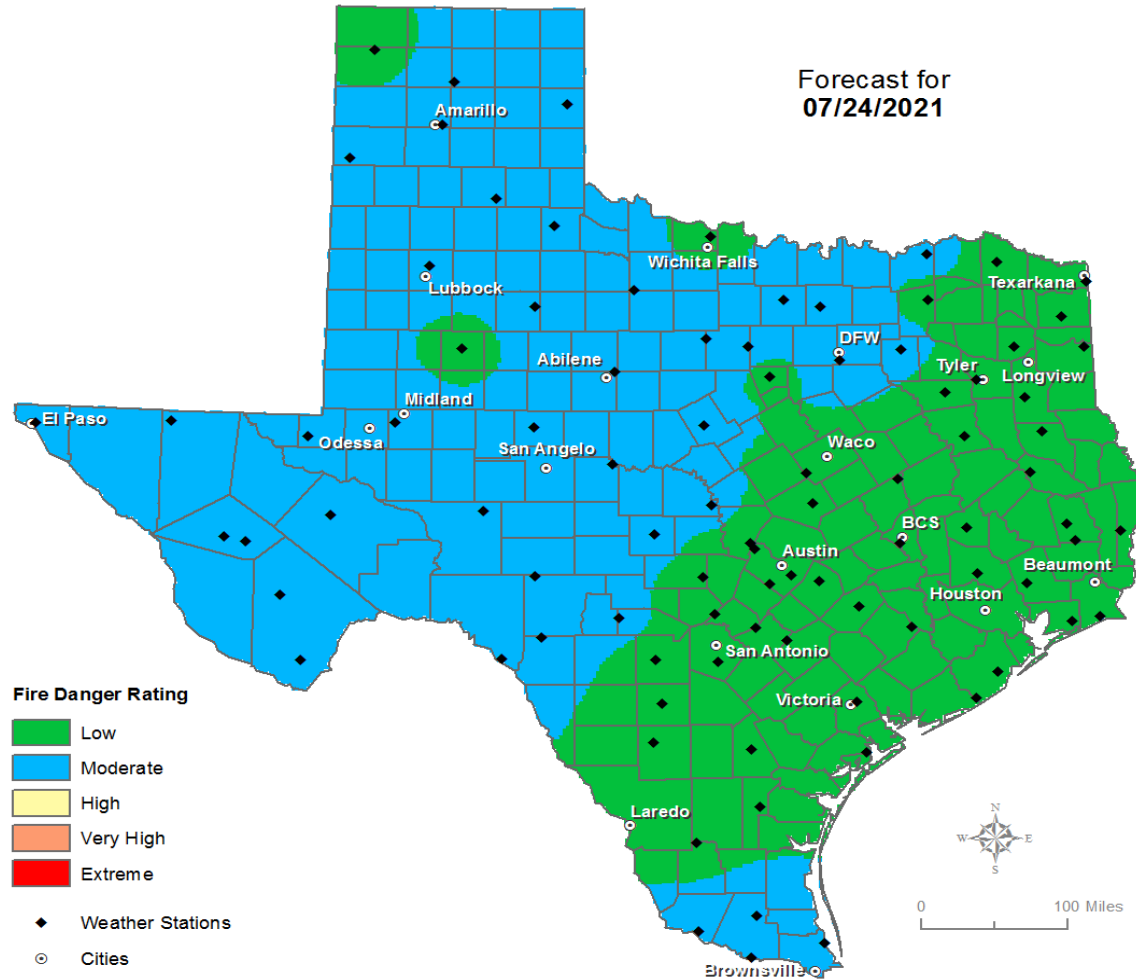 Forecast for
07/24/2021
Amarillo
Wichita Falls
Lubbock
Texarkana
DFW
Abilene
Tyler
Longview
Midland
El Paso
Odessa
San Angelo
Waco
BCS
Austin
Beaumont
Houston
San Antonio
Victoria
Laredo
Brownsville
Fire Danger Rating
Low
Moderate
High
Very High
Extreme
Weather Stations
Cities
N
W E
S
0 100 Miles